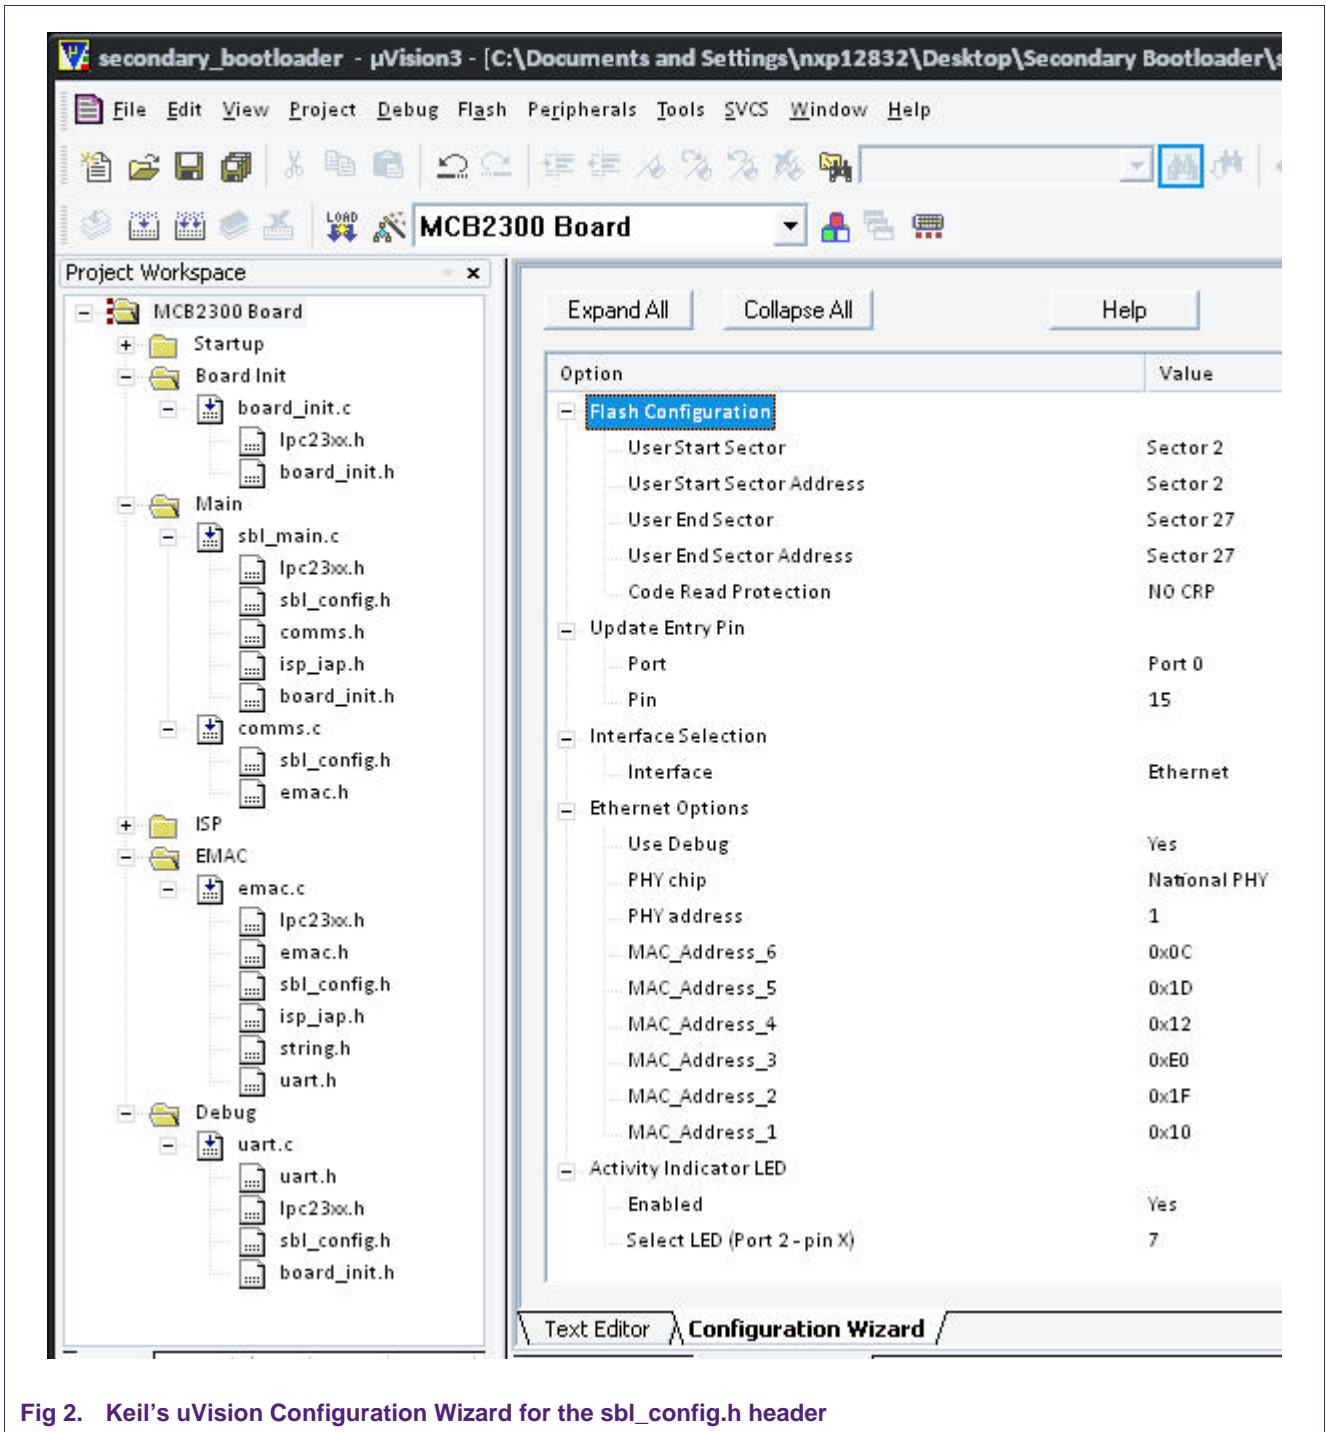 secondary_bootloader - µVision3 - [C:\Documents and Settings\nxp12832\Desktop\Secondary Bootloader\s
File Edit View Project Debug Flash Peripherals Tools SVCS Window Help
LOAD MCB2300 Board
Project Workspace
MCB2300 Board
Startup
Board Init
board_init.c
lpc23xx.h
board_init.h
Main
sbl_main.c
lpc23xx.h
sbl_config.h
comms.h
isp_iap.h
board_init.h
comms.c
sbl_config.h
emac.h
ISP
EMAC
emac.c
lpc23xx.h
emac.h
sbl_config.h
isp_iap.h
string.h
uart.h
Debug
uart.c
uart.h
lpc23xx.h
sbl_config.h
board_init.h
Expand All Collapse All Help
Option Value
Flash Configuration
User Start Sector Sector 2
User Start Sector Address Sector 2
User End Sector Sector 27
User End Sector Address Sector 27
Code Read Protection NO CRP
Update Entry Pin
Port Port 0
Pin 15
Interface Selection
Interface Ethernet
Ethernet Options
Use Debug Yes
PHY chip National PHY
PHY address 1
MAC_Address_6 0x0C
MAC_Address_5 0x1D
MAC_Address_4 0x12
MAC_Address_3 0xE0
MAC_Address_2 0x1F
MAC_Address_1 0x10
Activity Indicator LED
Enabled Yes
Select LED (Port 2 - pin X) 7
Text Editor Configuration Wizard
Fig 2. Keil's uVision Configuration Wizard for the sbl_config.h header